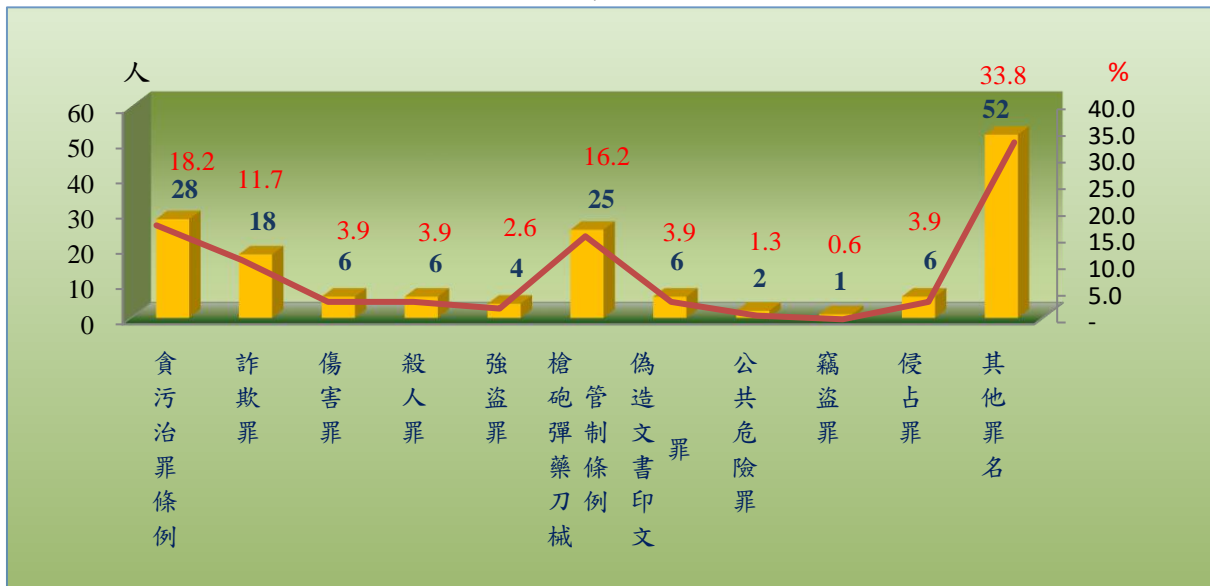 人
%
60
50
40
30
20
10
0
40.0
35.0
30.0
25.0
20.0
15.0
10.0
5.0
-
18.2
28
11.7
18
3.9
6
3.9
6
2.6
4
16.2
25
3.9
6
1.3
2
0.6
1
3.9
6
33.8
52
貪污治罪條例
詐欺罪
傷害罪
殺人罪
強盜罪
槍砲彈藥刀械
管制條例
偽造文書印文
罪
公共危險罪
竊盜罪
侵占罪
其他罪名